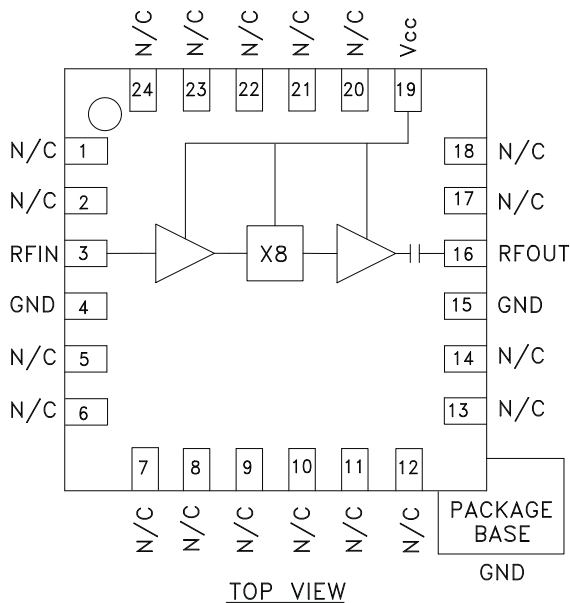 N/C N/C N/C N/C N/C Vcc
24 23 22 21 20 19
N/C 1 18 N/C
N/C 2 17 N/C
RFIN 3 X8 16 RFOUT
GND 4 15 GND
N/C 5 14 N/C
N/C 6 13 N/C
7 8 9 10 11 12
N/C N/C N/C N/C N/C N/C
PACKAGE
BASE
GND
TOP VIEW